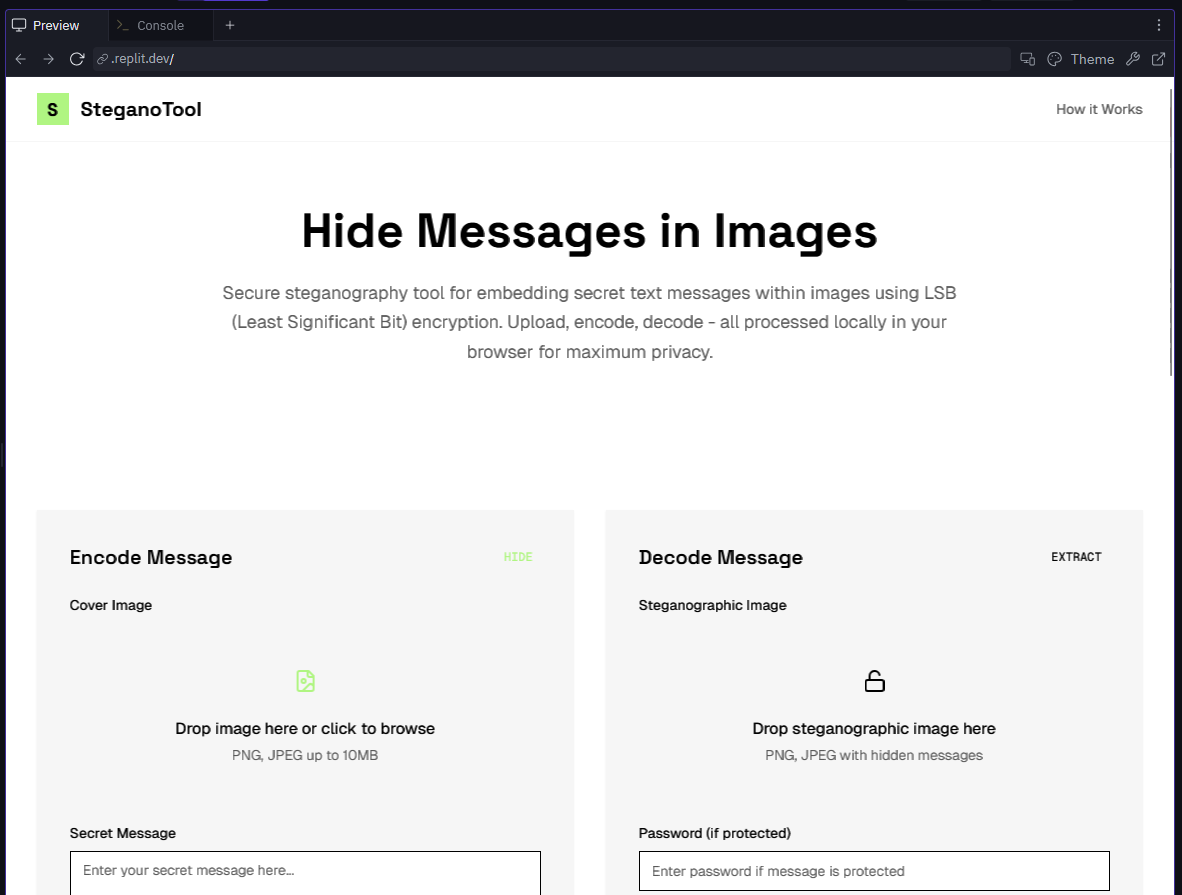 Preview
Console
.replit.dev/
Theme
S SteganoTool
How it Works
Hide Messages in Images
Secure steganography tool for embedding secret text messages within images using LSB
(Least Significant Bit) encryption. Upload, encode, decode - all processed locally in your
browser for maximum privacy.
Encode Message
HIDE
Cover Image
Drop image here or click to browse
PNG, JPEG up to 10MB
Secret Message
Enter your secret message here...
Decode Message
EXTRACT
Steganographic Image
Drop steganographic image here
PNG, JPEG with hidden messages
Password (if protected)
Enter password if message is protected